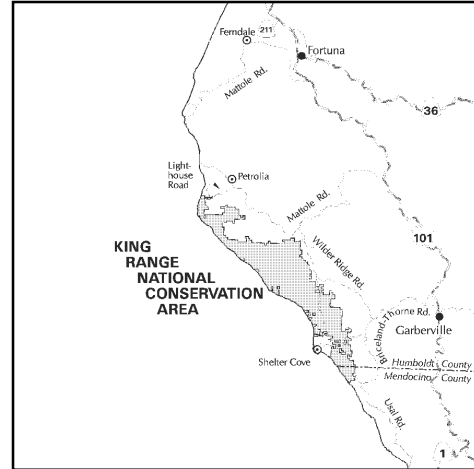 Ferndale
211
Fortuna
Mattole Rd.
36
Light-
house
Road
Petrolia
Mattole Rd.
101
KING
RANGE
NATIONAL
CONSERVATION
AREA
Wilder Ridge Rd.
Briceland-Thorne Rd.
Garberville
Shelter Cove
Humboldt County
Mendocino County
Usal Rd.
1